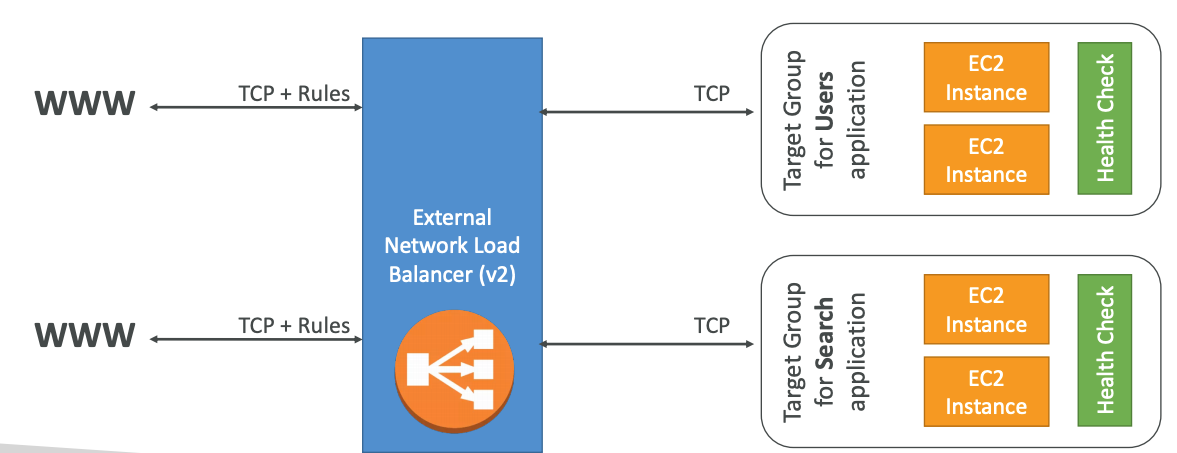 WWW
TCP + Rules
External
Network Load
Balancer (v2)
TCP
Target Group
for Users
application
EC2
Instance
EC2
Instance
Health Check
WWW
TCP + Rules
TCP
Target Group
for Search
application
EC2
Instance
EC2
Instance
Health Check